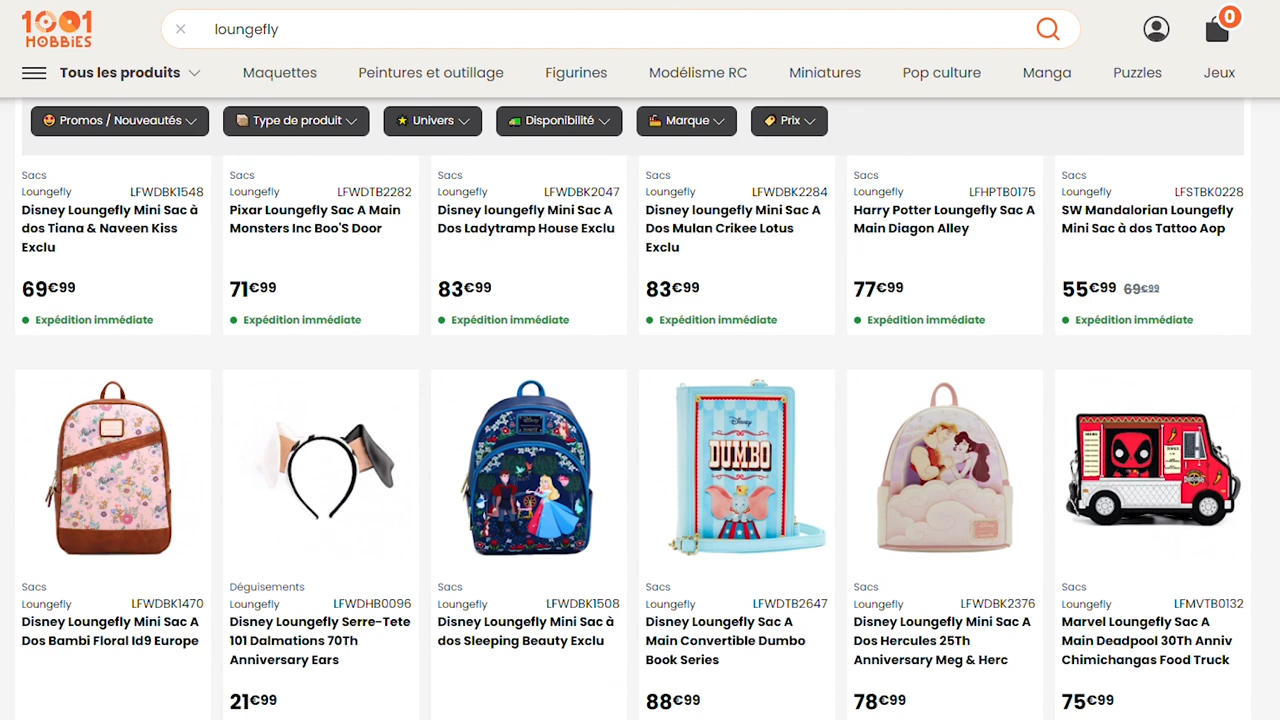 1001
HOBBIES
loungefly
0
Tous les produits
Maquettes
Peintures et outillage
Figurines
Modélisme RC
Miniatures
Pop culture
Manga
Puzzles
Jeux
Promos / Nouveautés
Type de produit
Univers
Disponibilité
Marque
Prix
Sacs
Loungefly LFWDBK1548
Disney Loungefly Mini Sac à
dos Tiana & Naveen Kiss
Exclu
69€99
Expédition immédiate
Sacs
Loungefly LFWDTB2282
Pixar Loungefly Sac A Main
Monsters Inc Boo'S Door
71€99
Expédition immédiate
Sacs
Loungefly LFWDBK2047
Disney loungefly Mini Sac A
Dos Ladytramp House Exclu
83€99
Expédition immédiate
Sacs
Loungefly LFWDBK2284
Disney loungefly Mini Sac A
Dos Mulan Crikee Lotus
Exclu
83€99
Expédition immédiate
Sacs
Loungefly LFHPTB0175
Harry Potter Loungefly Sac A
Main Diagon Alley
77€99
Expédition immédiate
Sacs
Loungefly LFSTBK0228
SW Mandalorian Loungefly
Mini Sac à dos Tattoo Aop
55€99 69€99
Expédition immédiate
Sacs
Loungefly LFWDBK1470
Disney Loungefly Mini Sac A
Dos Bambi Floral Id9 Europe
Déguisements
Loungefly LFWDHB0096
Disney Loungefly Serre-Tete
101 Dalmations 70Th
Anniversary Ears
21€99
Sacs
Loungefly LFWDBK1508
Disney Loungefly Mini Sac à
dos Sleeping Beauty Exclu
Disney
DUMBO
Sacs
Loungefly LFWDTB2647
Disney Loungefly Sac A
Main Convertible Dumbo
Book Series
88€99
Sacs
Loungefly LFWDBK2376
Disney Loungefly Mini Sac A
Dos Hercules 25Th
Anniversary Meg & Herc
78€99
Sacs
Loungefly LFMVTB0132
Marvel Loungefly Sac A
Main Deadpool 30Th Anniv
Chimichangas Food Truck
75€99